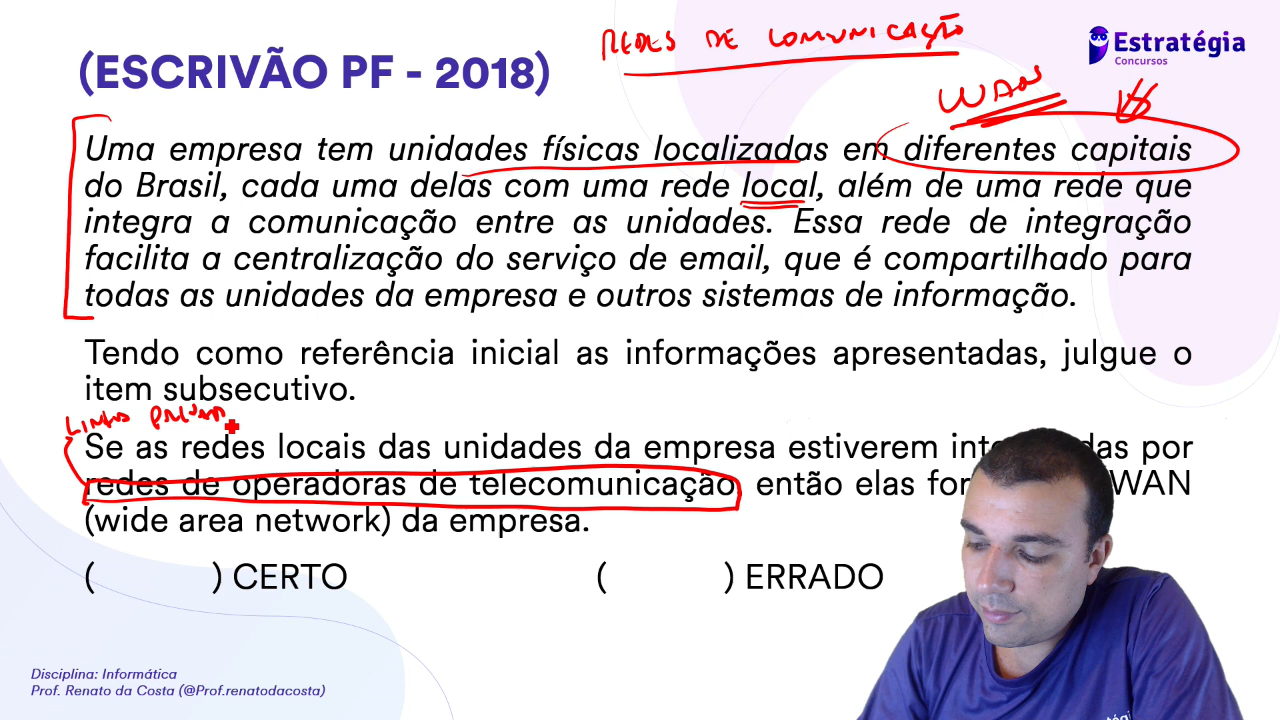 REDES DE COMUNICAÇÃO
Estratégia
Concursos
(ESCRIVÃO PF - 2018)
WAN
Uma empresa tem unidades físicas localizadas em diferentes capitais
do Brasil, cada uma delas com uma rede local, além de uma rede que
integra a comunicação entre as unidades. Essa rede de integração
facilita a centralização do serviço de email, que é compartilhado para
todas as unidades da empresa e outros sistemas de informação.
Tendo como referência inicial as informações apresentadas, julgue o
item subsecutivo.
Se as redes locais das unidades da empresa estiverem das por
redes de operadoras de telecomunicação então elas WAN
(wide area network) da empresa.
( ) CERTO ( ) ERRADO
Disciplina: Informática
Prof. Renato da Costa (@Prof.renatodacosta)